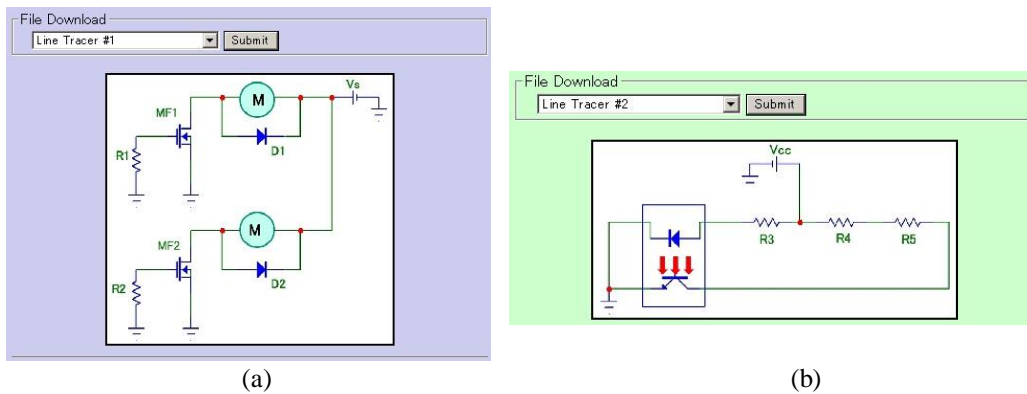 File Download
Line Tracer #1 Submit
Vs
M
MF1
D1
R1
M
MF2
D2
R2
(a)
File Download
Line Tracer #2 Submit
Vcc
R3 R4 R5
(b)